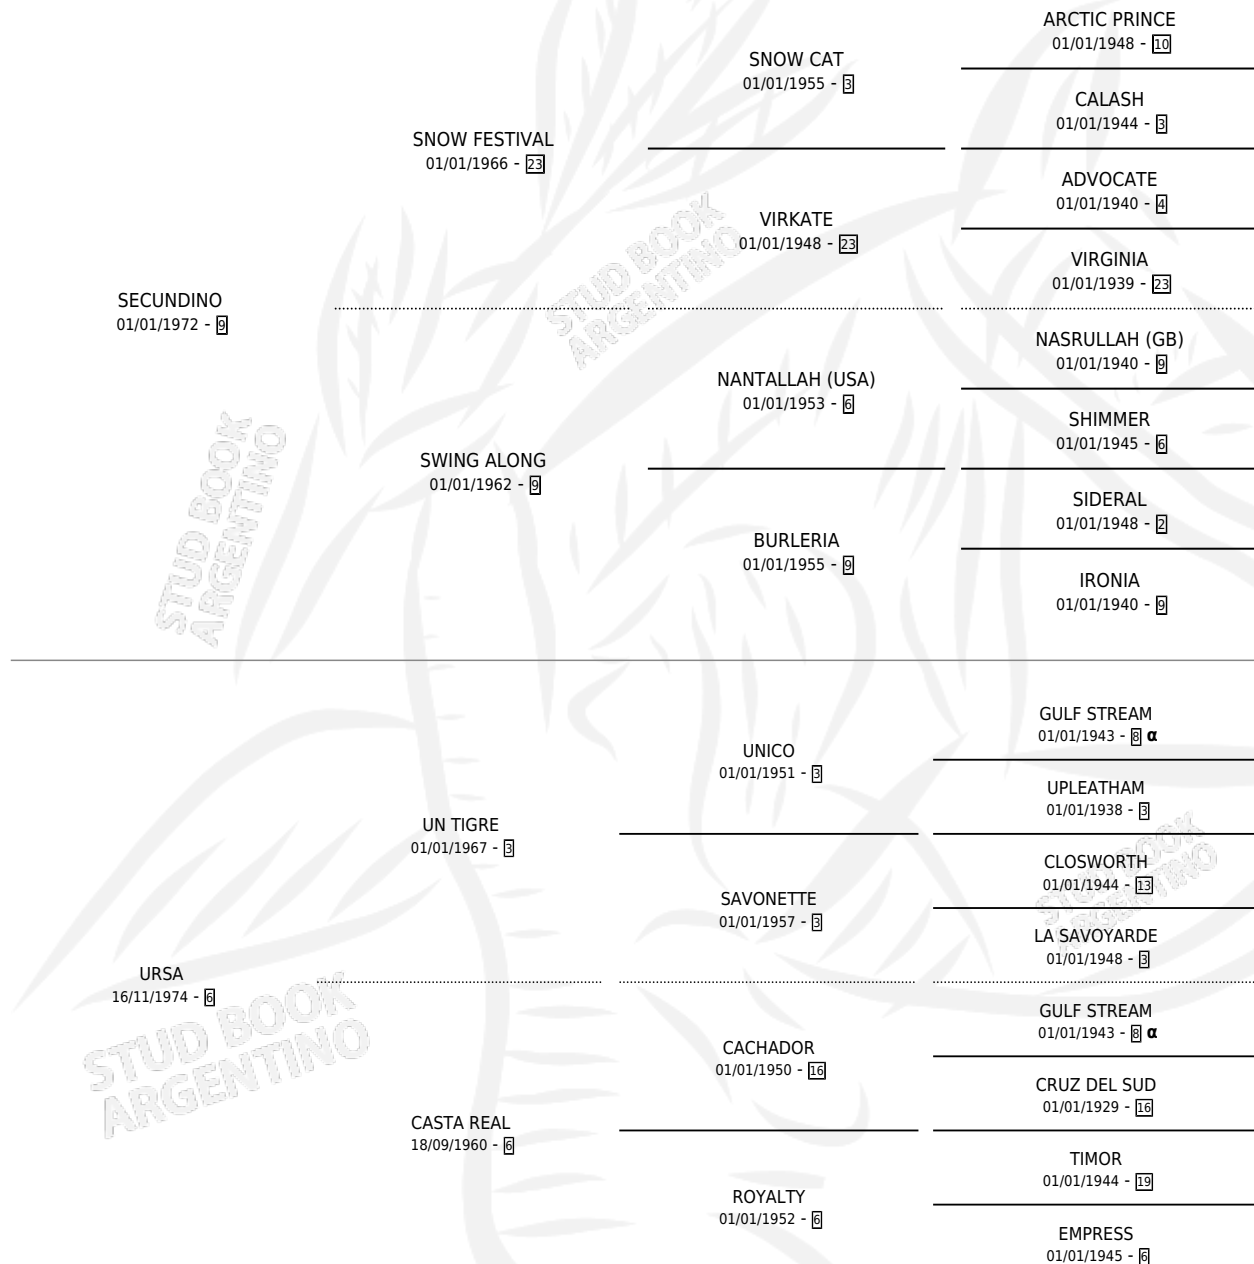 ARCTIC PRINCE
01/01/1948 - 10
SNOW CAT
01/01/1955 - 3
CALASH
01/01/1944 - 3
SNOW FESTIVAL
01/01/1966 - 23
ADVOCATE
01/01/1940 - 4
VIRKATE
01/01/1948 - 23
VIRGINIA
01/01/1939 - 23
SECUNDINO
01/01/1972 - 9
NASRULLAH (GB)
01/01/1940 - 9
NANTALLAH (USA)
01/01/1953 - 6
SHIMMER
01/01/1945 - 6
SWING ALONG
01/01/1962 - 9
SIDERAL
01/01/1948 - 2
BURLERIA
01/01/1955 - 9
IRONIA
01/01/1940 - 9
GULF STREAM
01/01/1943 - 8 α
UNICO
01/01/1951 - 3
UPLEATHAM
01/01/1938 - 3
UN TIGRE
01/01/1967 - 3
CLOSWORTH
01/01/1944 - 13
SAVONETTE
01/01/1957 - 3
LA SAVOYARDE
01/01/1948 - 3
URSA
16/11/1974 - 6
GULF STREAM
01/01/1943 - 8 α
CACHADOR
01/01/1950 - 16
CRUZ DEL SUD
01/01/1929 - 16
CASTA REAL
18/09/1960 - 6
TIMOR
01/01/1944 - 19
ROYALTY
01/01/1952 - 6
EMPRESS
01/01/1945 - 6
STUD BOOK
ARGENTINO
STUD BOOK
ARGENTINO
STUD BOOK
ARGENTINO
STUD BOOK
ARGENTINO